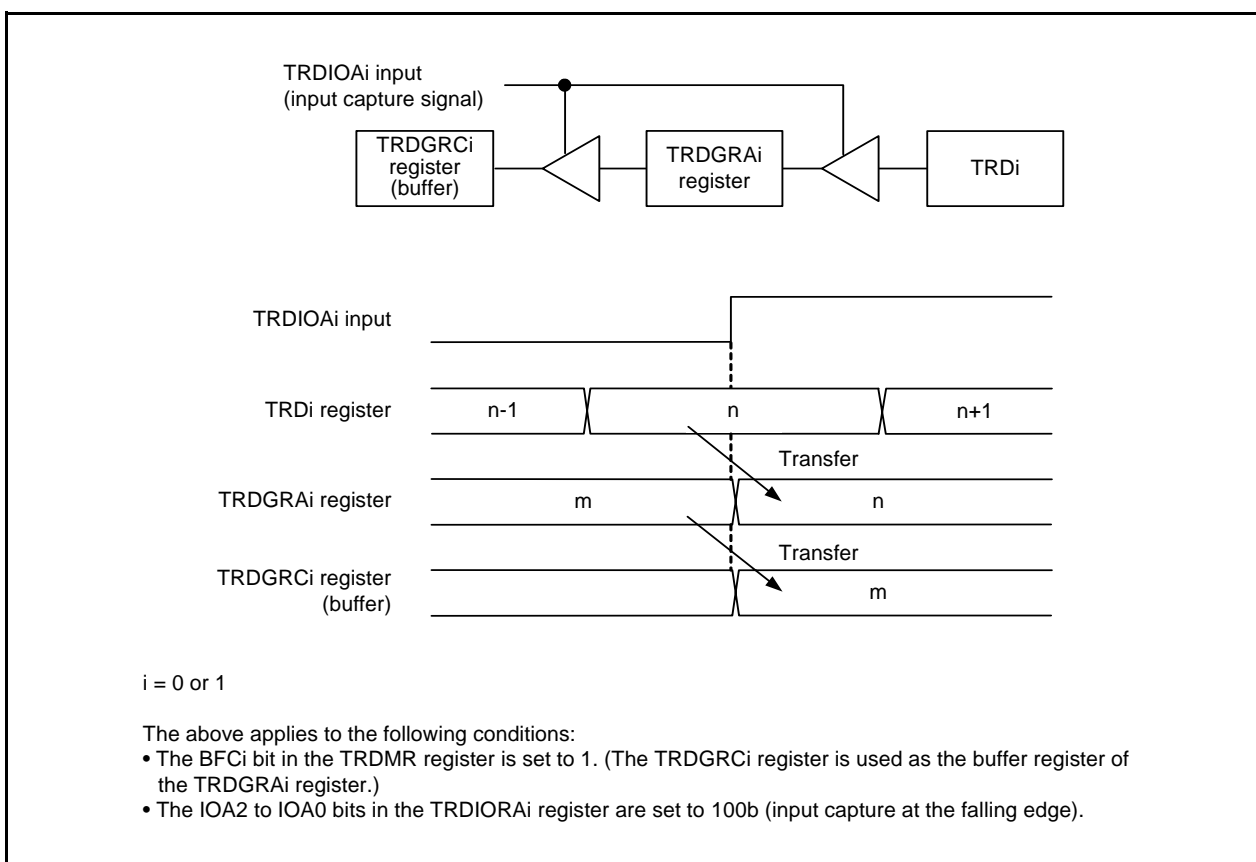 TRDIOAi input
(input capture signal)
TRDGRCi
register
(buffer)
TRDGRAi
register
TRDi
TRDIOAi input
TRDi register
n-1
n
n+1
Transfer
TRDGRAi register
m
n
Transfer
TRDGRCi register
(buffer)
m
i = 0 or 1
The above applies to the following conditions:
• The BFCi bit in the TRDMR register is set to 1. (The TRDGRCi register is used as the buffer register of
the TRDGRAi register.)
• The IOA2 to IOA0 bits in the TRDIORAi register are set to 100b (input capture at the falling edge).